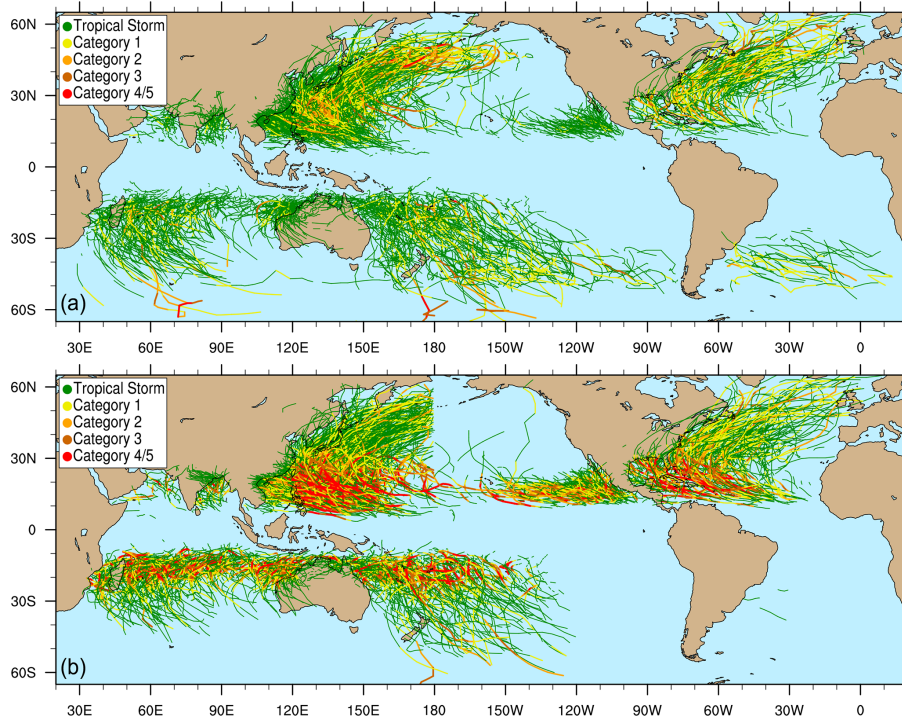 60N
Tropical Storm
Category 1
Category 2
30N
Category 3
Category 4/5
0
30S
60S
(a)
30E 60E 90E 120E 150E 180 150W 120W 90W 60W 30W 0
60N
Tropical Storm
Category 1
Category 2
30N
Category 3
Category 4/5
0
30S
60S
(b)
30E 60E 90E 120E 150E 180 150W 120W 90W 60W 30W 0